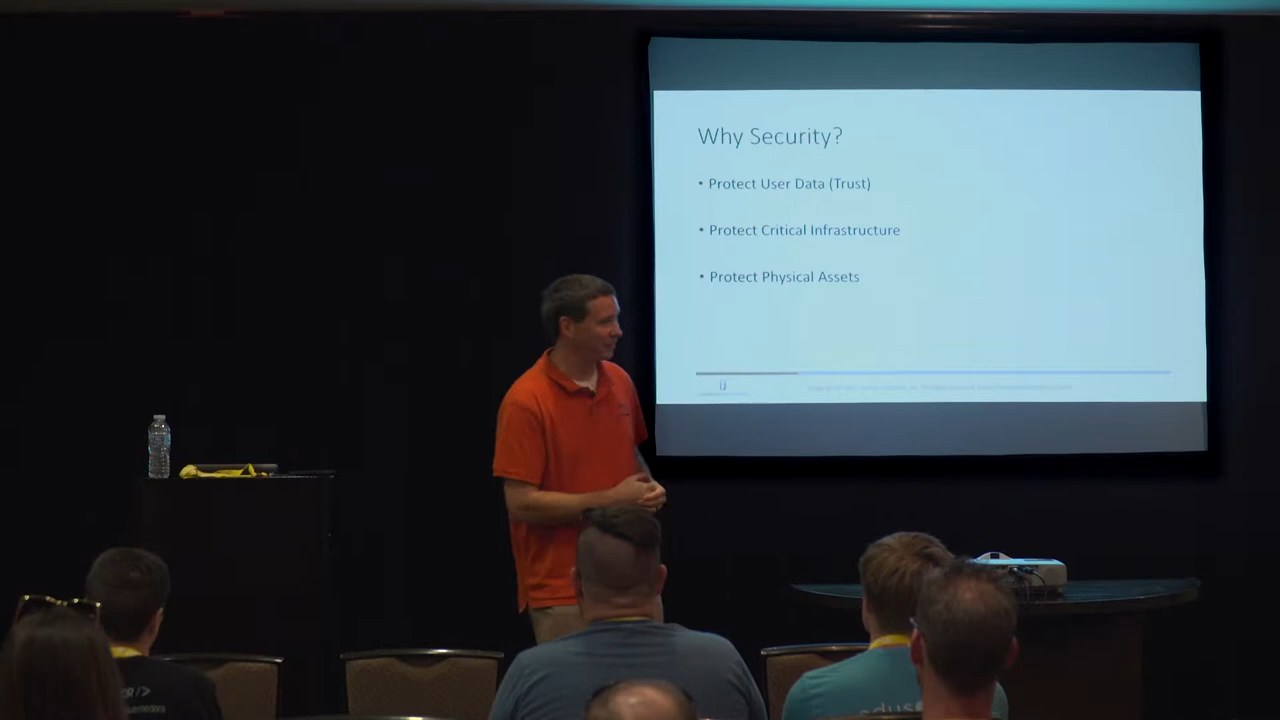 Why Security?
• Protect User Data (Trust)
• Protect Critical Infrastructure
• Protect Physical Assets
/>